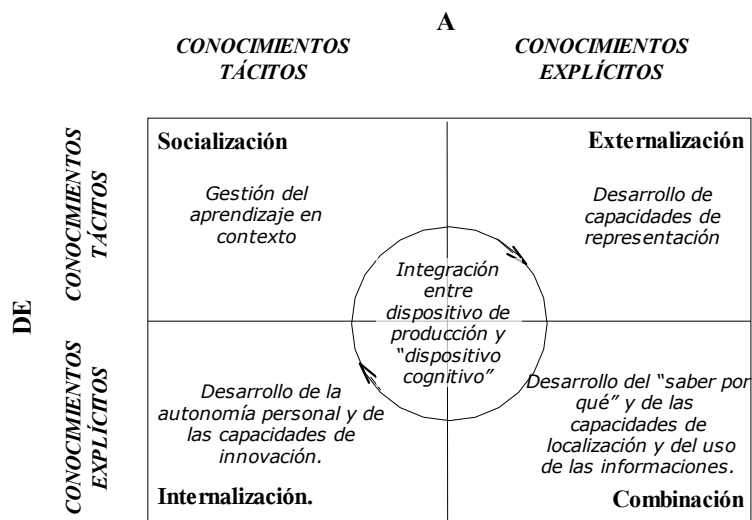 A
CONOCIMIENTOS
TÁCITOS
CONOCIMIENTOS
EXPLÍCITOS
DE
CONOCIMIENTOS
TÁCITOS
Socialización
Gestión del
aprendizaje en
contexto
Externalización
Desarrollo de
capacidades de
representación
Integración
entre
dispositivo de
producción y
“dispositivo
cognitivo”
CONOCIMIENTOS
EXPLÍCITOS
Desarrollo de la
autonomía personal y de
las capacidades de
innovación.
Internalización.
Desarrollo del “saber por
qué” y de las
capacidades de
localización y del uso
de las informaciones.
Combinación